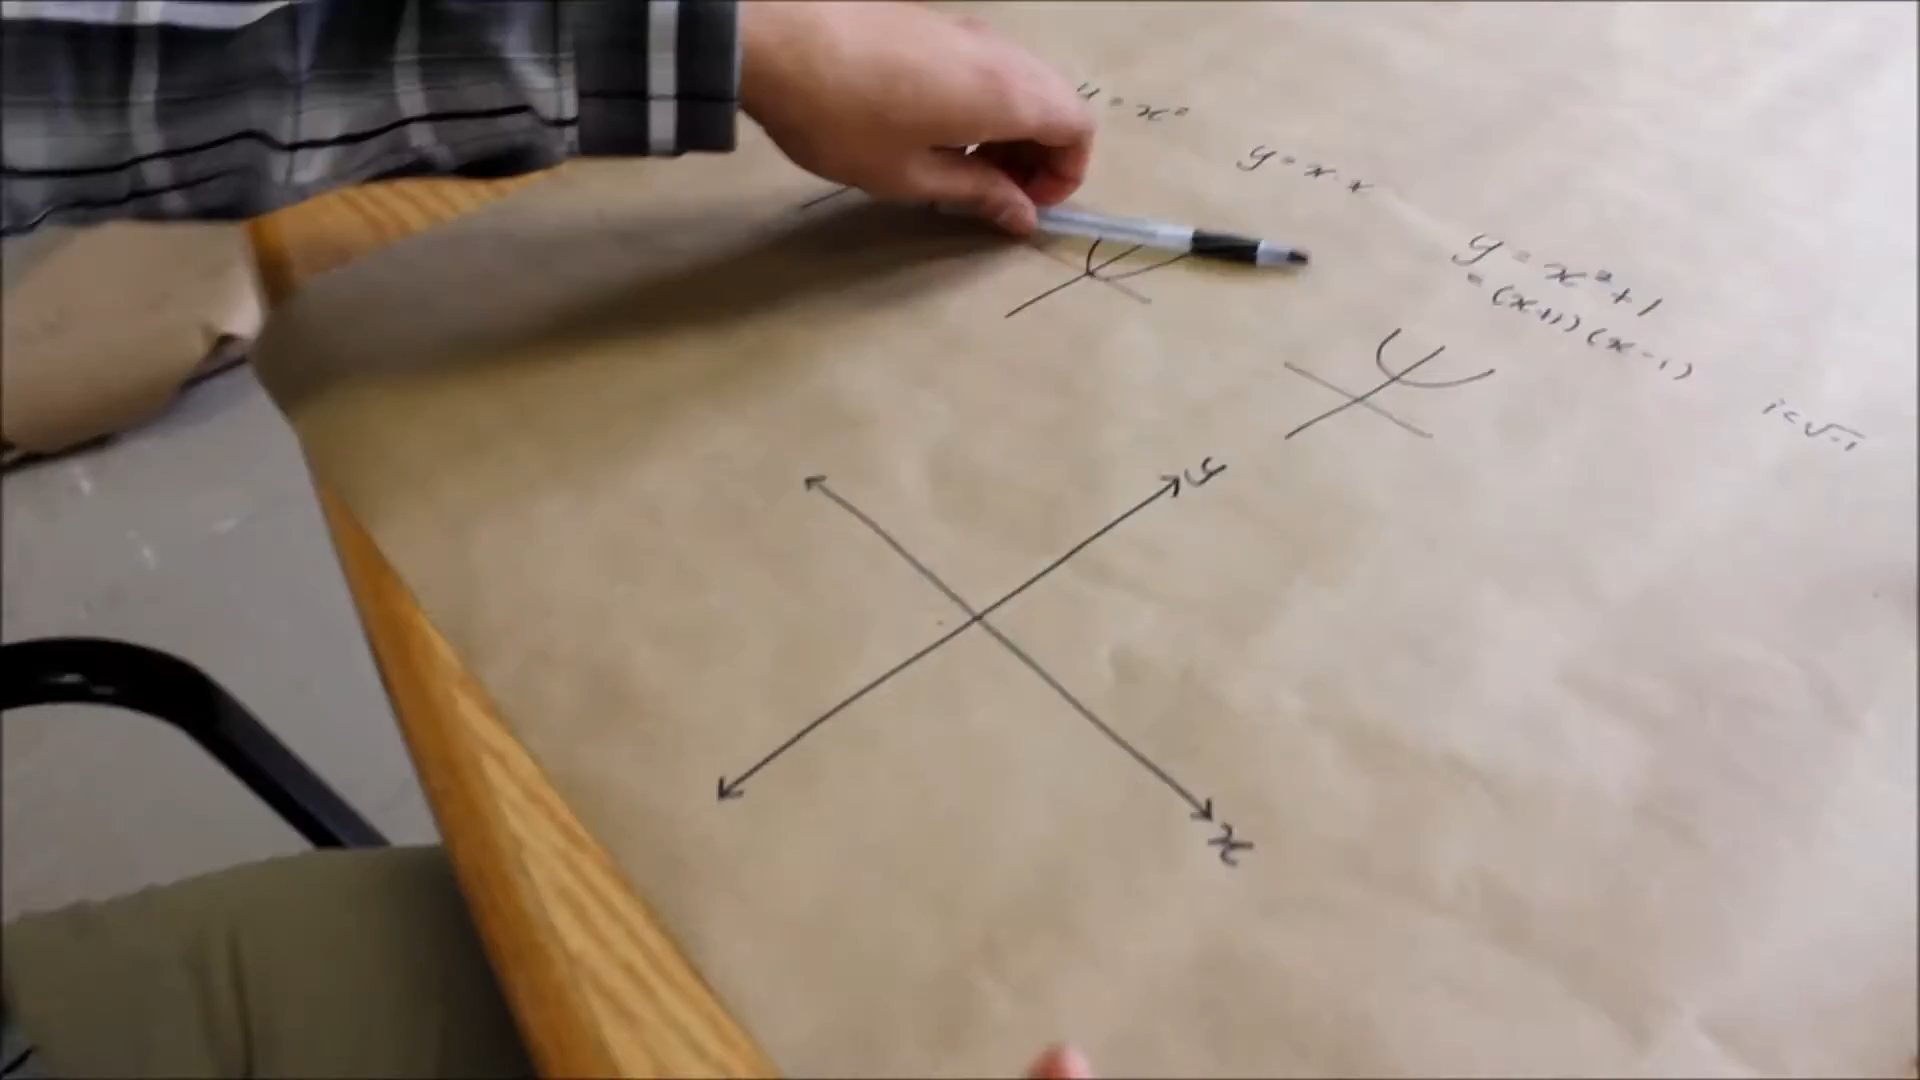 y = x²
y = x · x
y = x² + 1
= (x+1) (x-1)
i = √-1
y
x